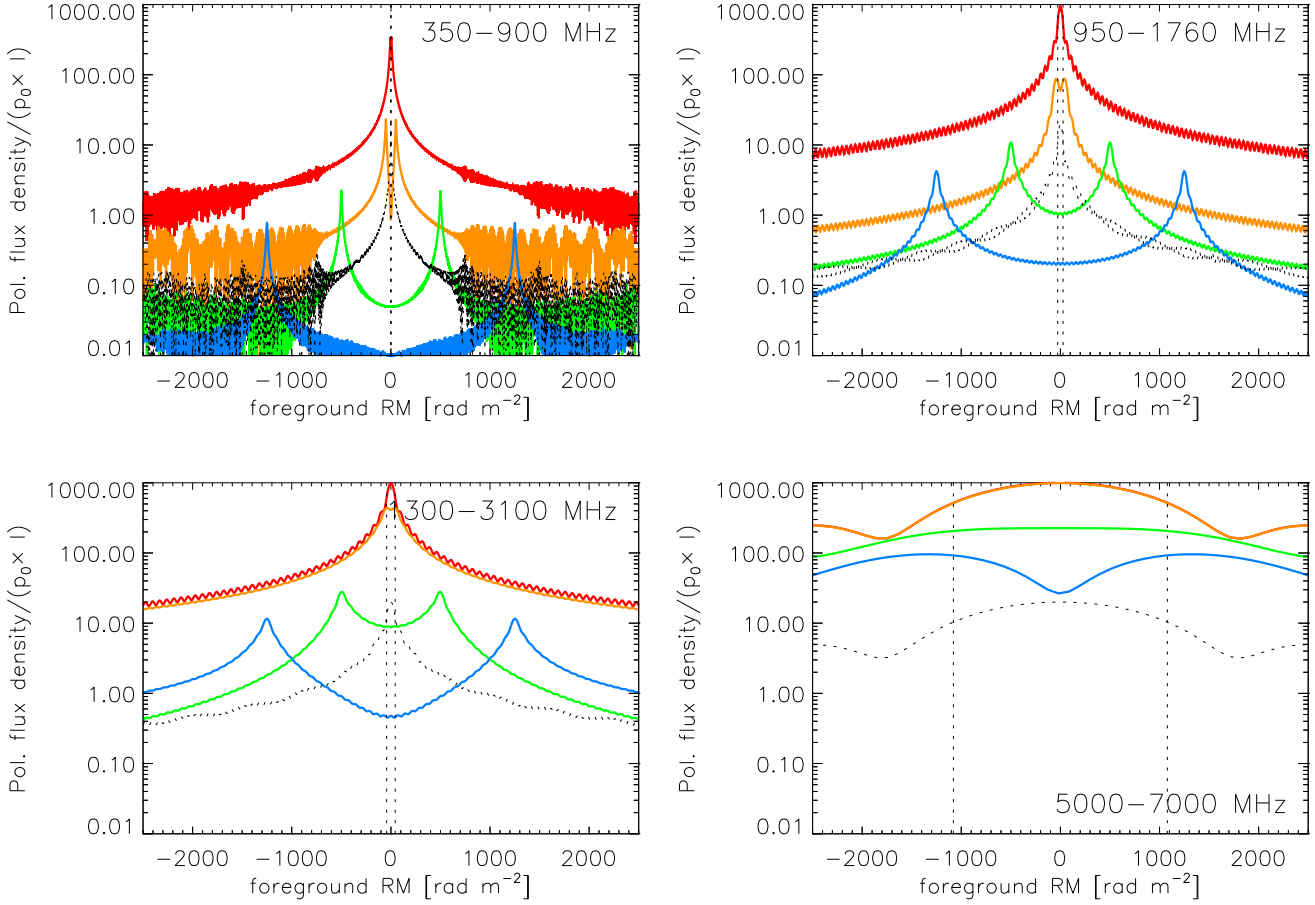 350−900 MHz
1000.00
100.00
10.00
1.00
0.10
0.01
Pol. flux density/(p₀× I)
−2000 −1000 0 1000 2000
foreground RM [rad m⁻²]
950−1760 MHz
1000.00
100.00
10.00
1.00
0.10
0.01
Pol. flux density/(p₀× I)
−2000 −1000 0 1000 2000
foreground RM [rad m⁻²]
300−3100 MHz
1000.00
100.00
10.00
1.00
0.10
0.01
Pol. flux density/(p₀× I)
−2000 −1000 0 1000 2000
foreground RM [rad m⁻²]
1000.00
100.00
10.00
1.00
0.10
0.01
Pol. flux density/(p₀× I)
5000−7000 MHz
−2000 −1000 0 1000 2000
foreground RM [rad m⁻²]